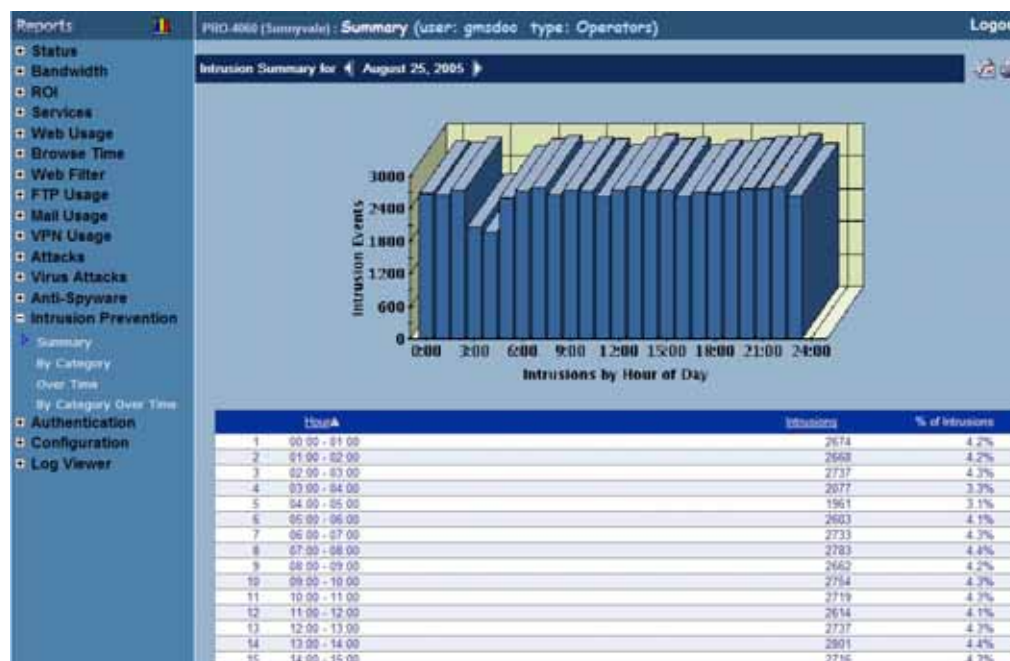 Reports
Status
Bandwidth
ROI
Services
Web Usage
Browse Time
Web Filter
FTP Usage
Mail Usage
VPN Usage
Attacks
Virus Attacks
Anti-Spyware
Intrusion Prevention
Summary
By Category
Over Time
By Category Over Time
Authentication
Configuration
Log Viewer
PRO-4060 (Sunnyvale) : Summary (user: gmsdoo type: Operators)
Intrusion Summary for August 25, 2005
3000
2400
1800
1200
600
0
Intrusion Events
0:00 3:00 6:00 9:00 12:00 15:00 18:00 21:00 24:00
Intrusions by Hour of Day
Hour Intrusions % of Intrusions
1 00:00 - 01:00 2674 4.2%
2 01:00 - 02:00 2668 4.2%
3 02:00 - 03:00 2737 4.3%
4 03:00 - 04:00 2077 3.3%
5 04:00 - 05:00 1961 3.1%
6 05:00 - 06:00 2603 4.1%
7 06:00 - 07:00 2733 4.3%
8 07:00 - 08:00 2783 4.4%
9 08:00 - 09:00 2662 4.2%
10 09:00 - 10:00 2754 4.3%
11 10:00 - 11:00 2719 4.3%
12 11:00 - 12:00 2614 4.1%
13 12:00 - 13:00 2737 4.3%
14 13:00 - 14:00 2801 4.4%
15 14:00 - 15:00 2716 4.3%